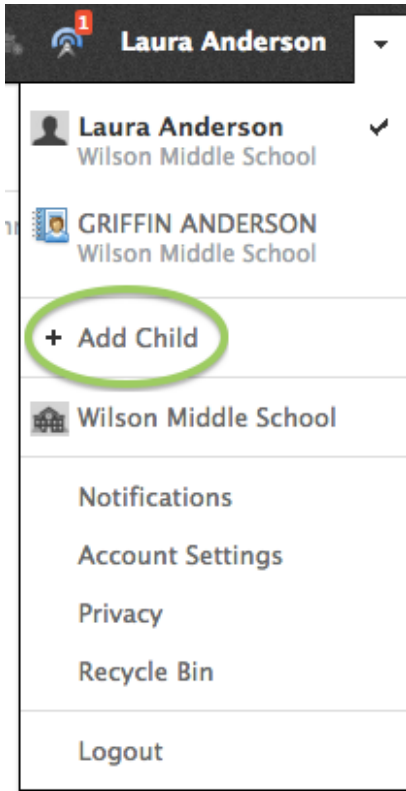 1
Laura Anderson
Laura Anderson
Wilson Middle School
GRIFFIN ANDERSON
Wilson Middle School
+ Add Child
Wilson Middle School
Notifications
Account Settings
Privacy
Recycle Bin
Logout